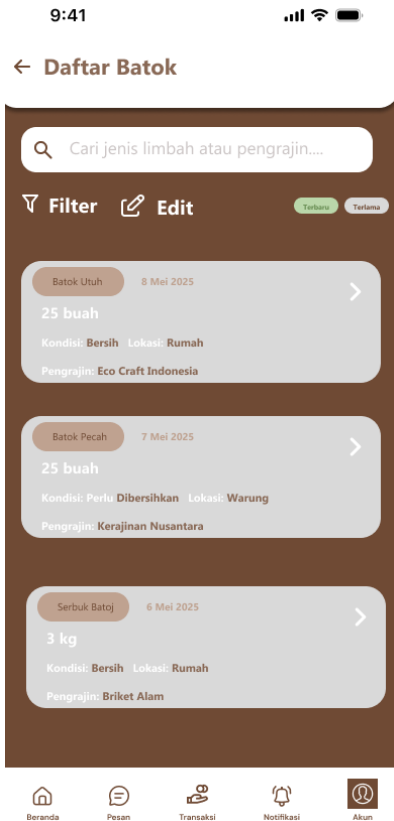 9:41
Daftar Batok
Cari jenis limbah atau pengrajin....
Filter Edit Terbaru Terlama
Batok Utuh 8 Mei 2025
25 buah
Kondisi: Bersih Lokasi: Rumah
Pengrajin: Eco Craft Indonesia
Batok Pecah 7 Mei 2025
25 buah
Kondisi: Perlu Dibersihkan Lokasi: Warung
Pengrajin: Kerajinan Nusantara
Serbuk Batoj 6 Mei 2025
3 kg
Kondisi: Bersih Lokasi: Rumah
Pengrajin: Briket Alam
Beranda Pesan Transaksi Notifikasi Akun